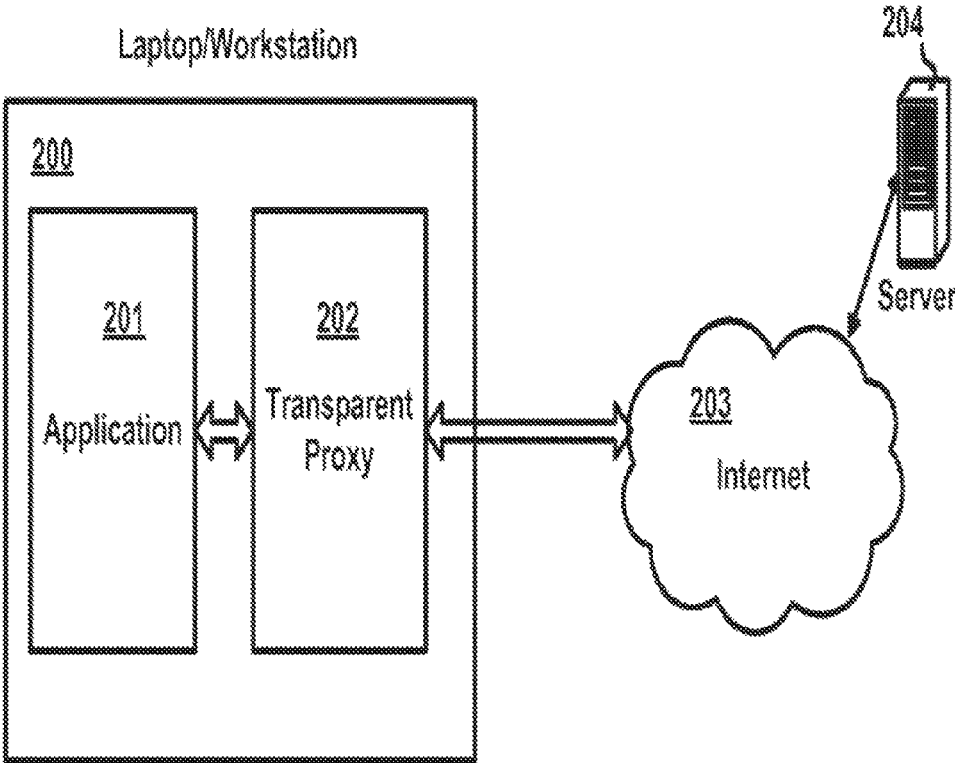 204
Laptop/Workstation
200
201
Application
202
Transparent
Proxy
203
Internet
Server